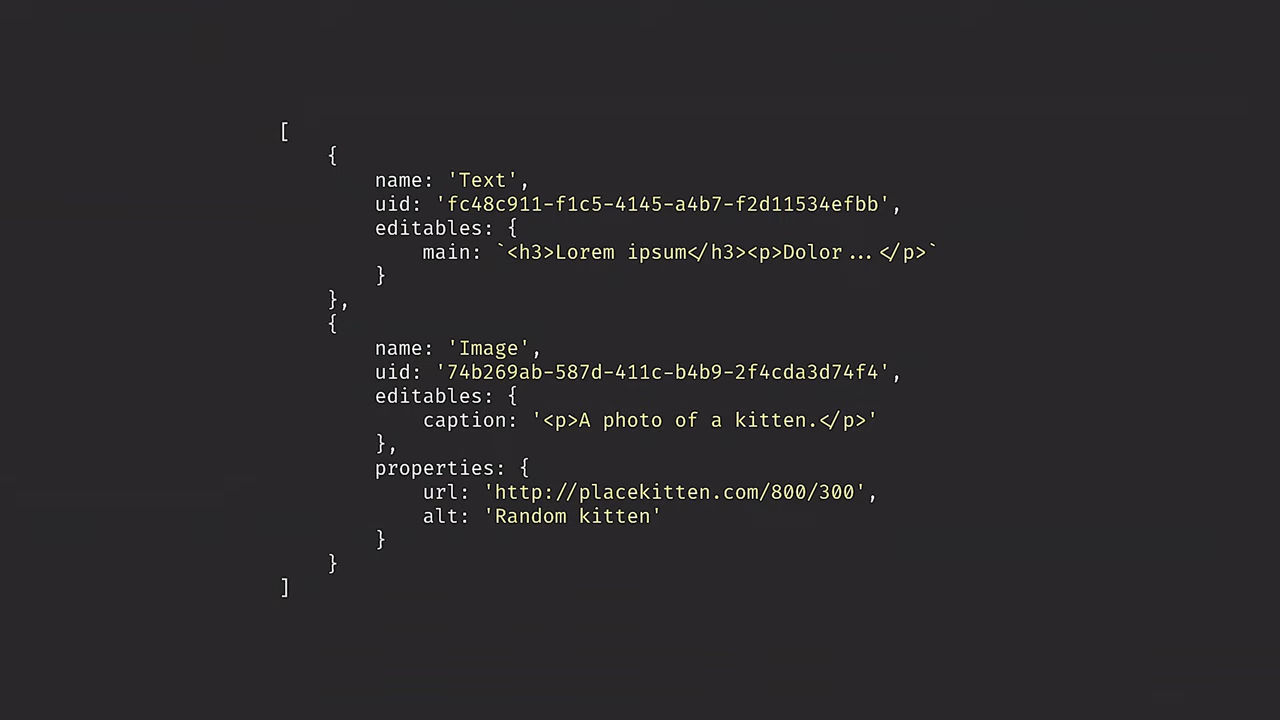 [
    {
        name: 'Text',
        uid: 'fc48c911-f1c5-4145-a4b7-f2d11534efbb',
        editables: {
            main: `<h3>Lorem ipsum</h3><p>Dolor...</p>`
        }
    },
    {
        name: 'Image',
        uid: '74b269ab-587d-411c-b4b9-2f4cda3d74f4',
        editables: {
            caption: '<p>A photo of a kitten.</p>'
        },
        properties: {
            url: 'http://placekitten.com/800/300',
            alt: 'Random kitten'
        }
    }
]